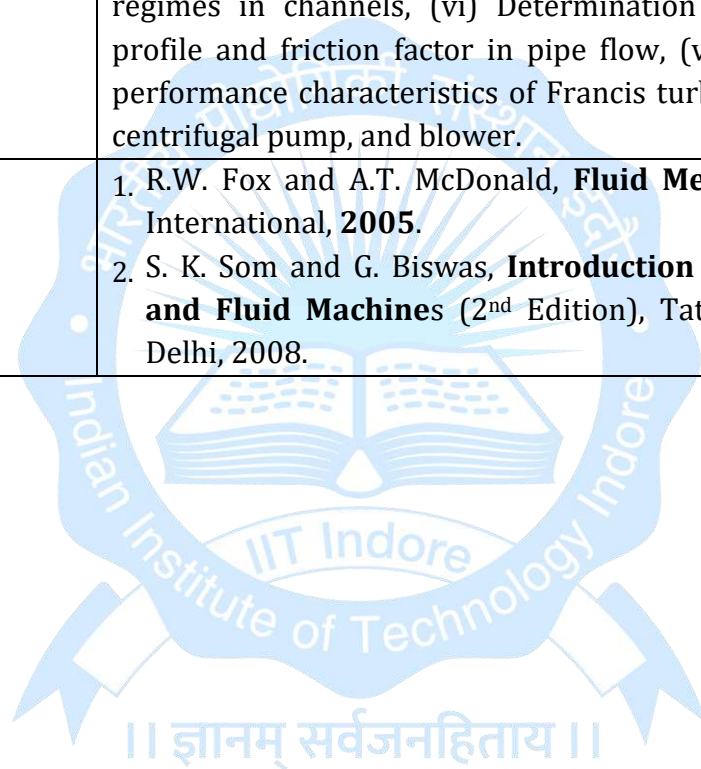 regimes in channels, (vi) Determination
profile and friction factor in pipe flow, (v
performance characteristics of Francis tur
centrifugal pump, and blower.
1. R.W. Fox and A.T. McDonald, Fluid Me
International, 2005.
2. S. K. Som and G. Biswas, Introduction
and Fluid Machines (2nd Edition), Tat
Delhi, 2008.
भारतीय प्रौद्योगिकी संस्थान इंदौर
Indian Institute of Technology Indore
IIT Indore
।। ज्ञानम् सर्वजनहिताय ।।